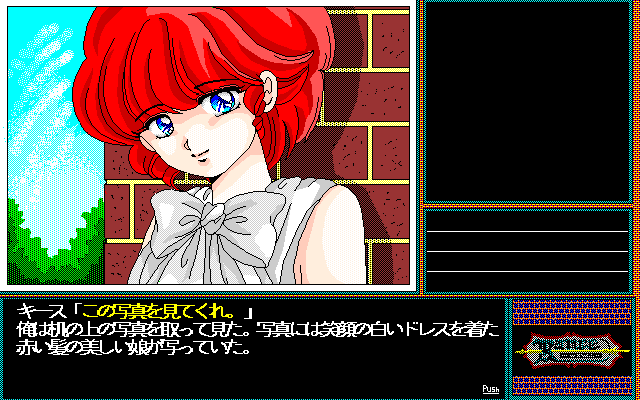 キース「この写真を見てくれ。」
俺は机の上の写真を取って見た。写真には笑顔の白いドレスを着た
赤い髪の美しい娘が写っていた。
Push